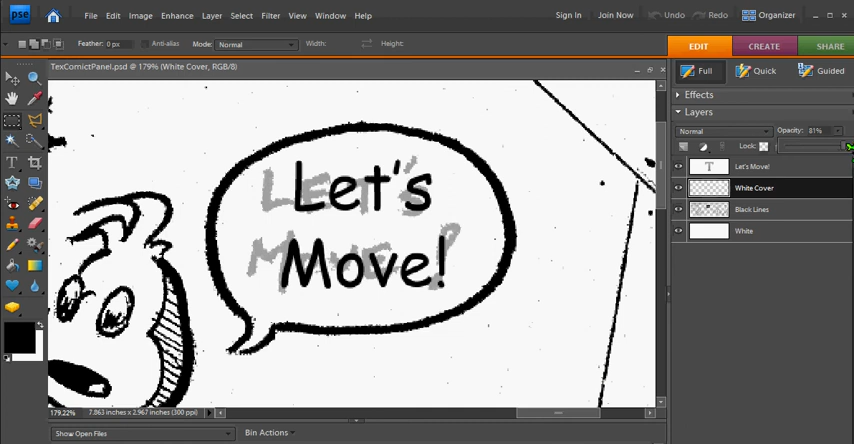 pse File Edit Image Enhance Layer Select Filter View Window Help Sign In Join Now Undo Redo Organizer
Feather: 0 px Anti-alias Mode: Normal Width: Height: EDIT CREATE SHARE
TexComictPanel.psd @ 179% (White Cover, RGB/8)
Full Quick Guided
Effects
Layers
Normal Opacity: 81%
Lock:
T Let's Move!
White Cover
Black Lines
White
Let's
Move!
LET'S
MOVE!
T
179.22% 7.863 inches x 2.967 inches (300 ppi)
Show Open Files Bin Actions